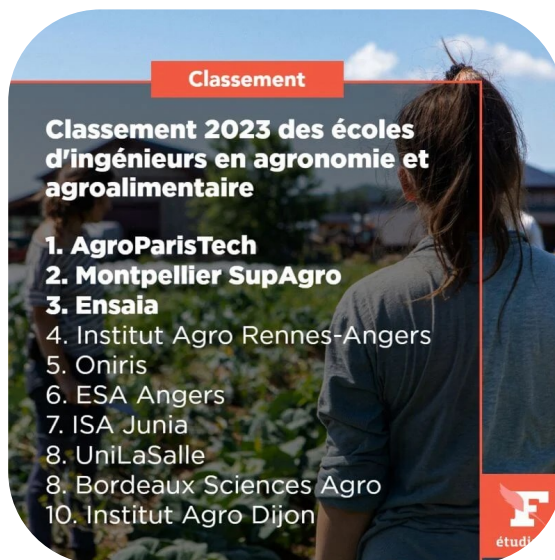 Classement
Classement 2023 des écoles
d'ingénieurs en agronomie et
agroalimentaire
1. AgroParisTech
2. Montpellier SupAgro
3. Ensaia
4. Institut Agro Rennes-Angers
5. Oniris
6. ESA Angers
7. ISA Junia
8. UniLaSalle
8. Bordeaux Sciences Agro
10. Institut Agro Dijon
F